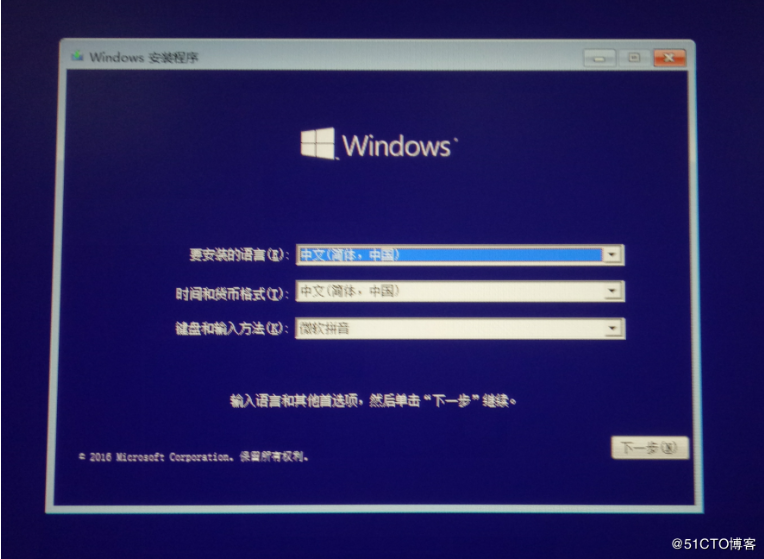 Windows 安装程序
Windows
要安装的语言(E): 中文(简体，中国)
时间和货币格式(T): 中文(简体，中国)
键盘和输入方法(K): 微软拼音
输入语言和其他首选项，然后单击“下一步”继续。
下一步(N)
© 2016 Microsoft Corporation。保留所有权利。
@51CTO博客